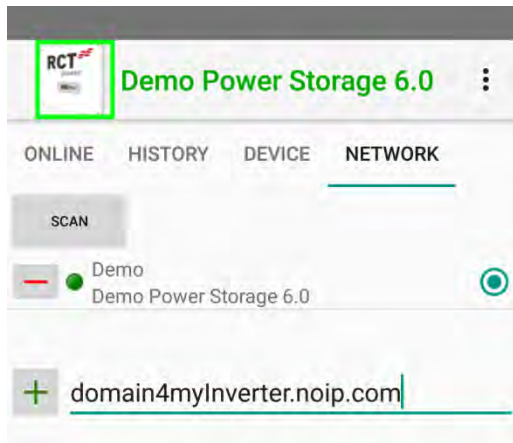 RCT
power
Demo Power Storage 6.0
ONLINE HISTORY DEVICE NETWORK
SCAN
Demo
Demo Power Storage 6.0
domain4myInverter.noip.com